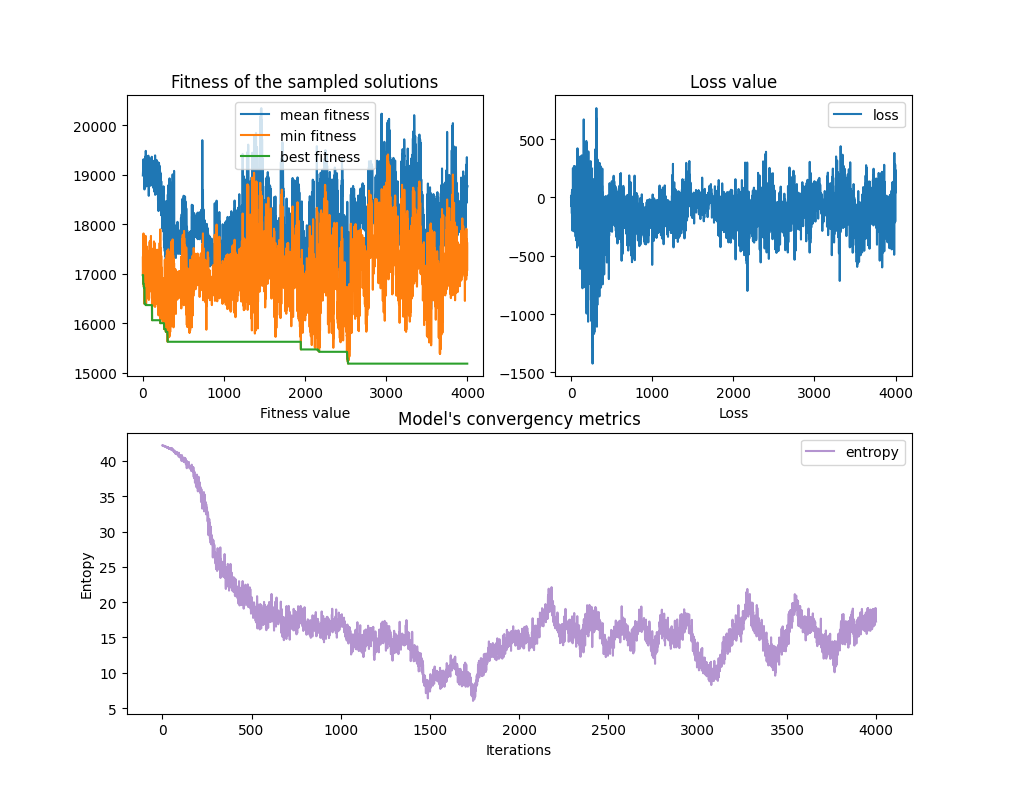 Fitness of the sampled solutions
mean fitness
min fitness
best fitness
20000
19000
18000
17000
16000
15000
0 1000 2000 3000 4000
Fitness value
Loss value
loss
500
0
−500
−1000
−1500
0 1000 2000 3000 4000
Loss
Model's convergency metrics
entropy
40
35
30
25
20
15
10
5
Entopy
0 500 1000 1500 2000 2500 3000 3500 4000
Iterations